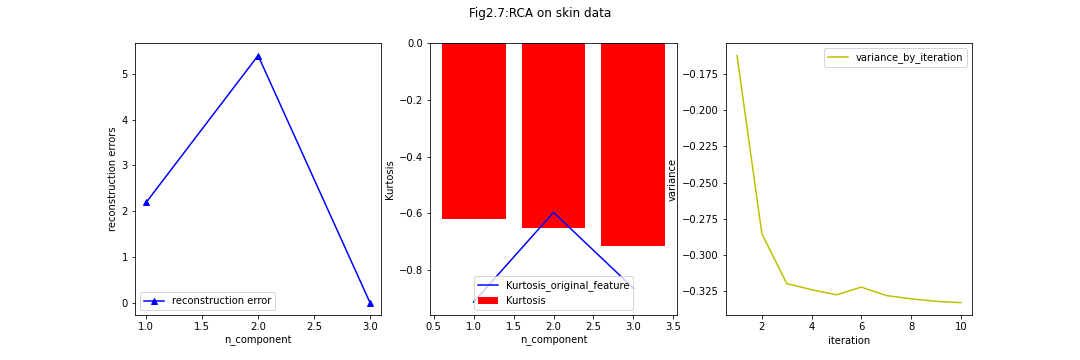 Fig2.7:RCA on skin data
reconstruction errors
5
4
3
2
1
0
reconstruction error
1.0 1.5 2.0 2.5 3.0
n_component
Kurtosis
0.0
−0.2
−0.4
−0.6
−0.8
Kurtosis_original_feature
Kurtosis
0.5 1.0 1.5 2.0 2.5 3.0 3.5
n_component
variance
−0.175
−0.200
−0.225
−0.250
−0.275
−0.300
−0.325
variance_by_iteration
2 4 6 8 10
iteration